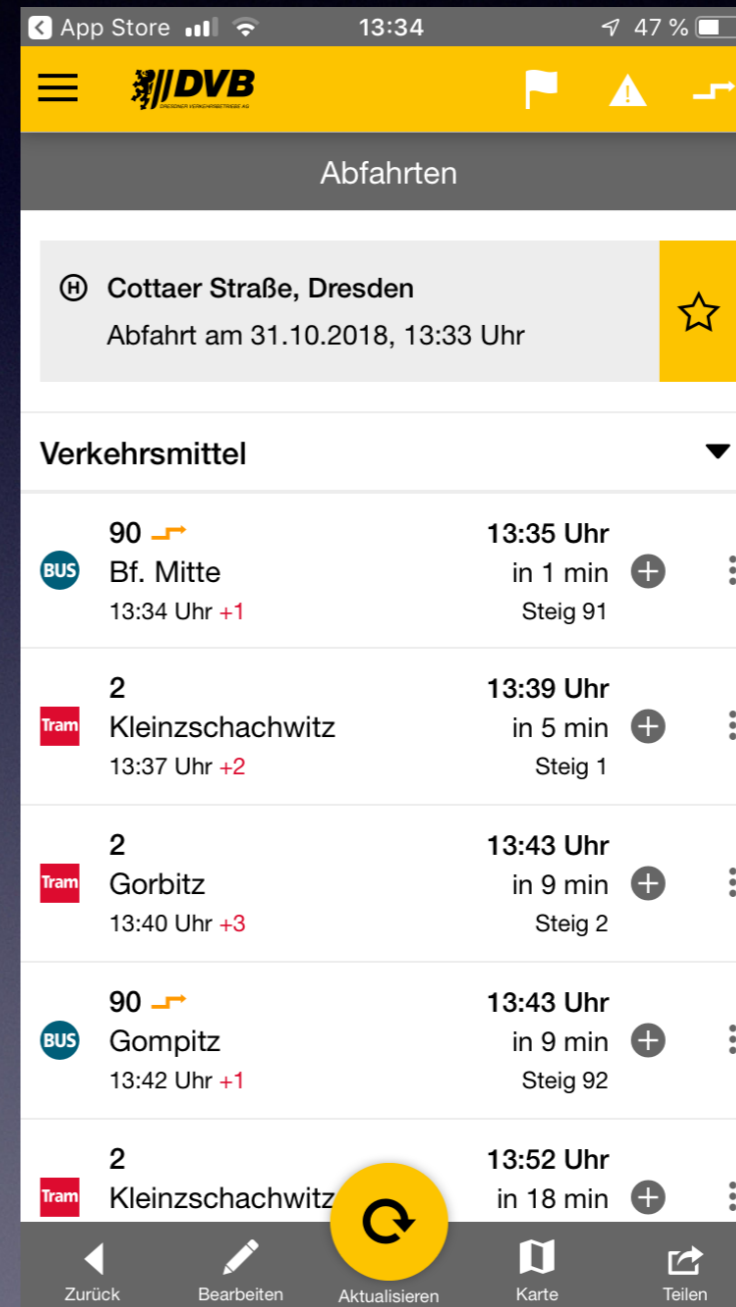 App Store 13:34 47 %
DVB
DRESDNER VERKEHRSBETRIEBE AG
Abfahrten
H Cottaer Straße, Dresden
Abfahrt am 31.10.2018, 13:33 Uhr
Verkehrsmittel
90 13:35 Uhr
BUS Bf. Mitte in 1 min
13:34 Uhr +1 Steig 91
2 13:39 Uhr
Tram Kleinzschachwitz in 5 min
13:37 Uhr +2 Steig 1
2 13:43 Uhr
Tram Gorbitz in 9 min
13:40 Uhr +3 Steig 2
90 13:43 Uhr
BUS Gompitz in 9 min
13:42 Uhr +1 Steig 92
2 13:52 Uhr
Tram Kleinzschachwitz in 18 min
Zurück Bearbeiten Aktualisieren Karte Teilen